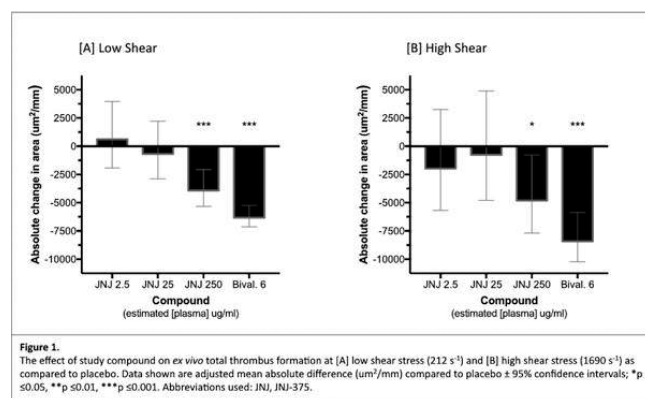 [A] Low Shear
Absolute change in area (um²/mm)
5000
2500
0
-2500
-5000
-7500
-10000
***
***
JNJ 2.5
JNJ 25
JNJ 250
Bival. 6
Compound
(estimated [plasma] ug/ml)
[B] High Shear
Absolute change in area (um²/mm)
5000
2500
0
-2500
-5000
-7500
-10000
*
***
JNJ 2.5
JNJ 25
JNJ 250
Bival. 6
Compound
(estimated [plasma] ug/ml)
Figure 1.
The effect of study compound on ex vivo total thrombus formation at [A] low shear stress (212 s⁻¹) and [B] high shear stress (1690 s⁻¹) as
compared to placebo. Data shown are adjusted mean absolute difference (um²/mm) compared to placebo ± 95% confidence intervals; *p
≤0.05, **p ≤0.01, ***p ≤0.001. Abbreviations used: JNJ, JNJ-375.